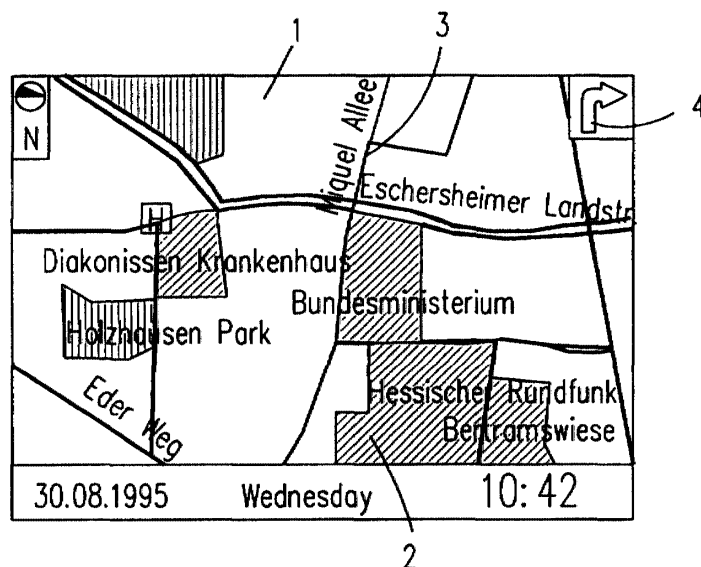 1
3
4
N
Miquel Allee
Eschersheimer Landstr
H
Diakonissen Krankenhaus
Bundesministerium
Holzhausen Park
Hessischer Rundfunk
Eder Weg
Bertramswiese
30.08.1995 Wednesday 10:42
2